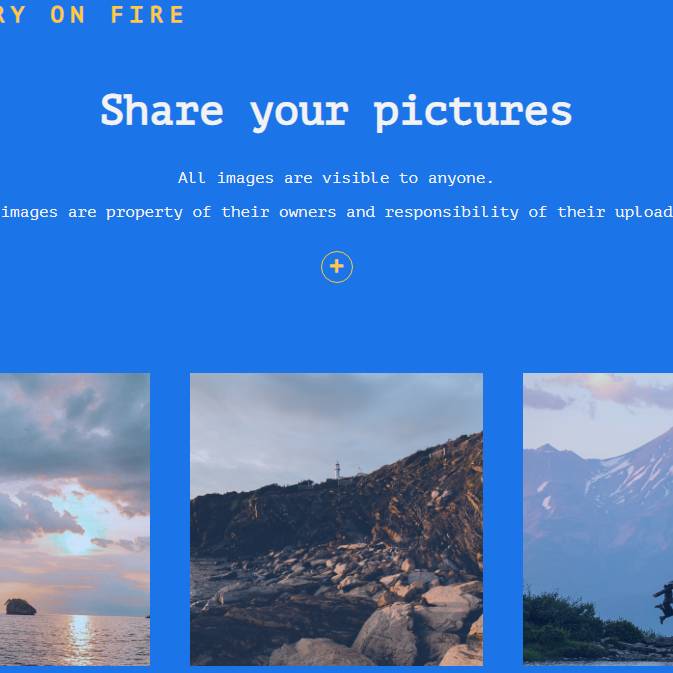 RY ON FIRE
Share your pictures
All images are visible to anyone.
images are property of their owners and responsibility of their upload
+